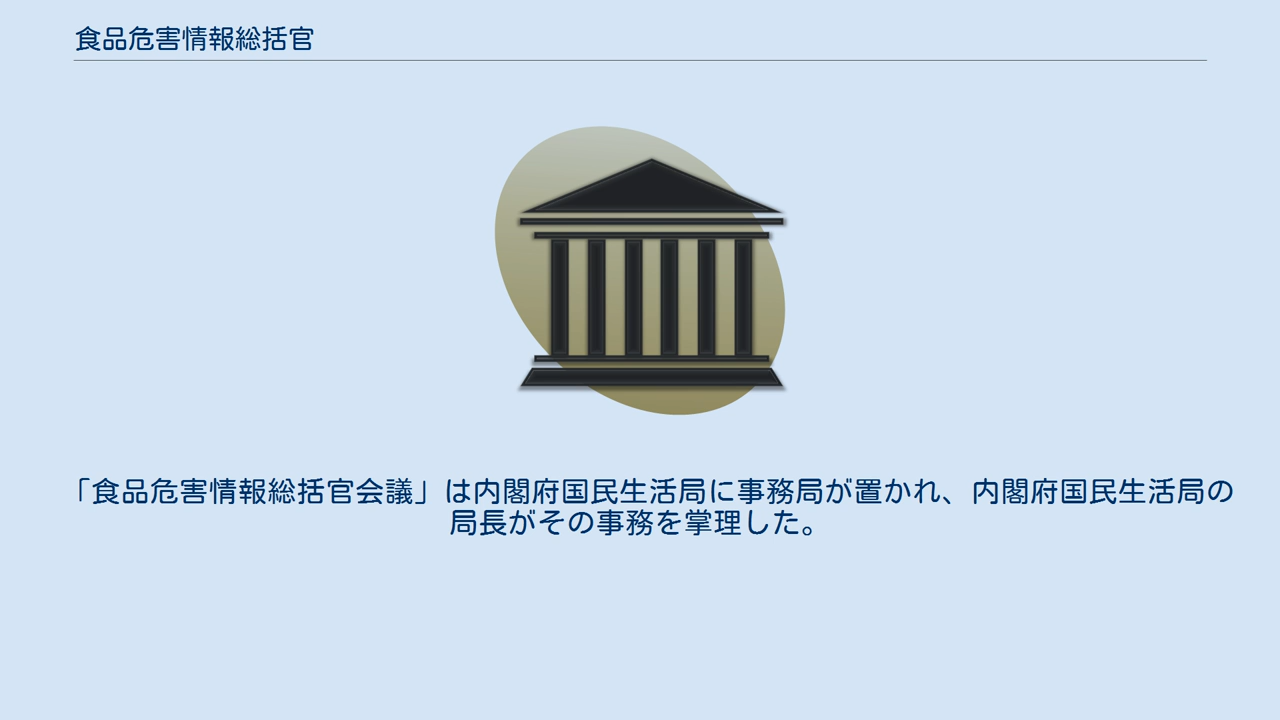 食品危害情報総括官
「食品危害情報総括官会議」は内閣府国民生活局に事務局が置かれ、内閣府国民生活局の
局長がその事務を掌理した。